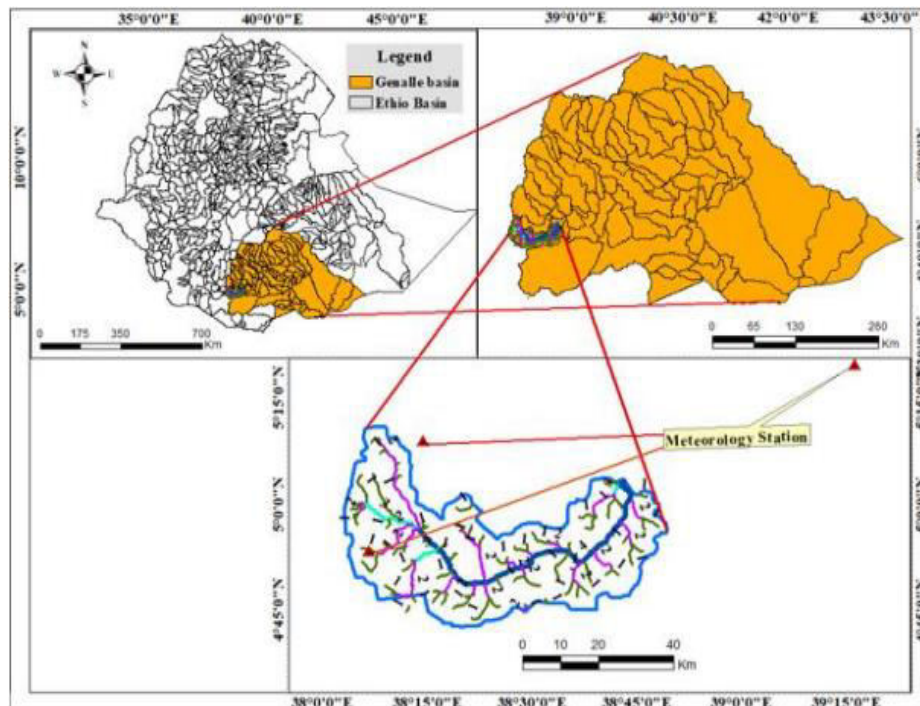 35°0'0"E 40°0'0"E 45°0'0"E 39°0'0"E 40°30'0"E 42°0'0"E 43°30'0"E
N
W E
S
Legend
Genalle basin
Ethio Basin
10°0'0"N
5°0'0"N
0 175 350 700
Km
0 65 130 260
Km
5°15'0"N
5°0'0"N
4°45'0"N
Meteorology Station
0 10 20 40
Km
38°0'0"E 38°15'0"E 38°30'0"E 38°45'0"E 39°0'0"E 39°15'0"E